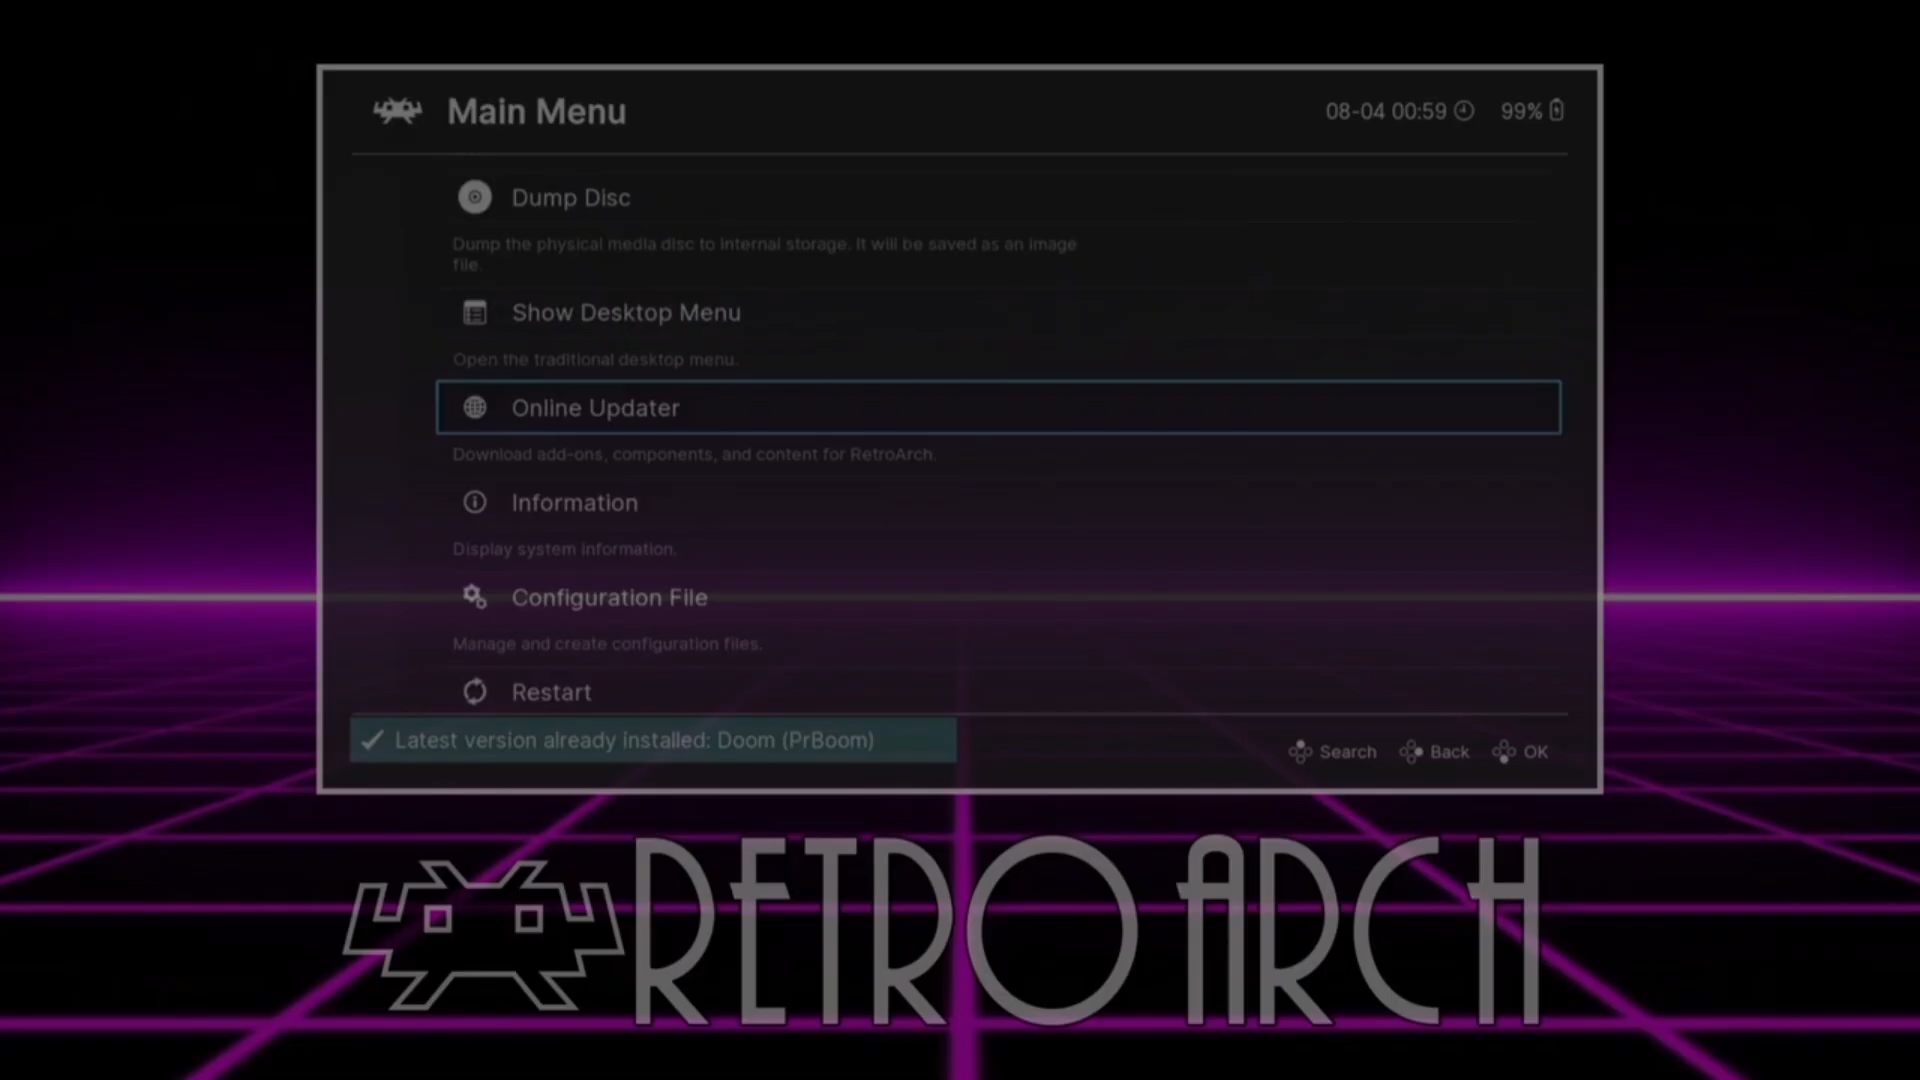 Main Menu
08-04 00:59
99%
Dump Disc
Dump the physical media disc to internal storage. It will be saved as an image
file.
Show Desktop Menu
Open the traditional desktop menu.
Online Updater
Download add-ons, components, and content for RetroArch.
Information
Display system information.
Configuration File
Manage and create configuration files.
Restart
Latest version already installed: Doom (PrBoom)
Search
Back
OK
RETRO ARCH